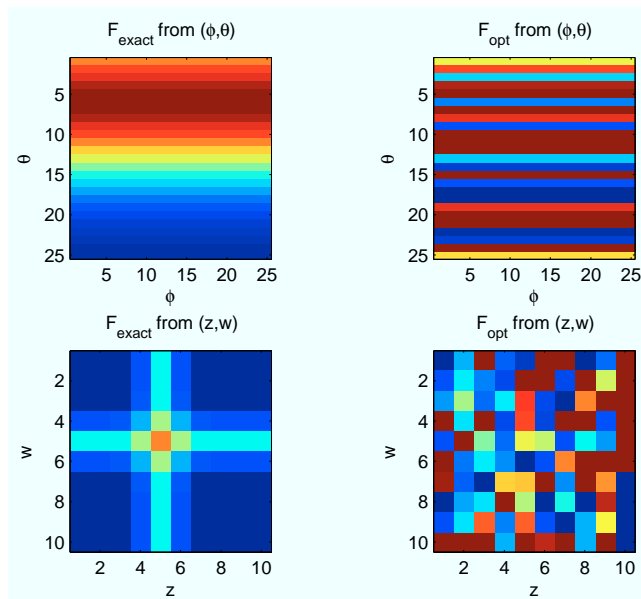 F_exact from (ϕ,θ)
θ
5
10
15
20
25
5 10 15 20 25
ϕ
F_opt from (ϕ,θ)
θ
5
10
15
20
25
5 10 15 20 25
ϕ
F_exact from (z,w)
w
2
4
6
8
10
2 4 6 8 10
z
F_opt from (z,w)
w
2
4
6
8
10
2 4 6 8 10
z